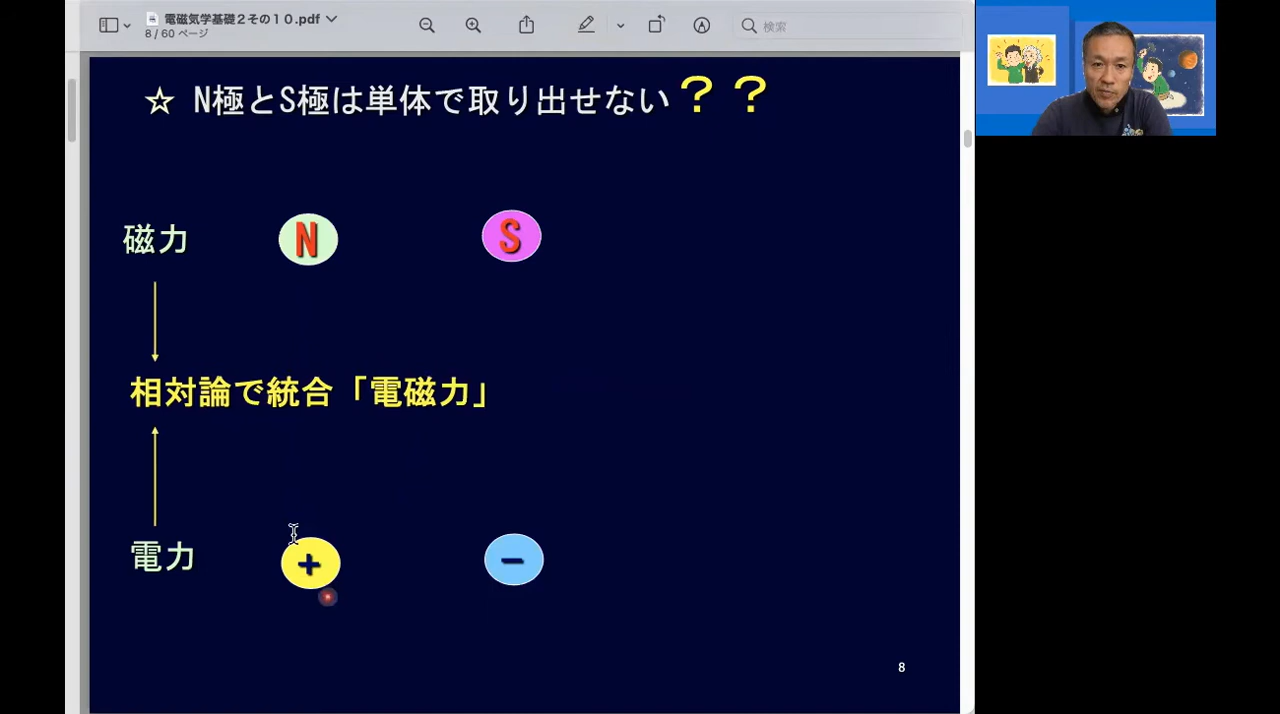 電磁気学基礎２その１０.pdf
8 / 60 ページ
検索
☆ N極とS極は単体で取り出せない？？
磁力 N S
相対論で統合「電磁力」
電力 + −
8